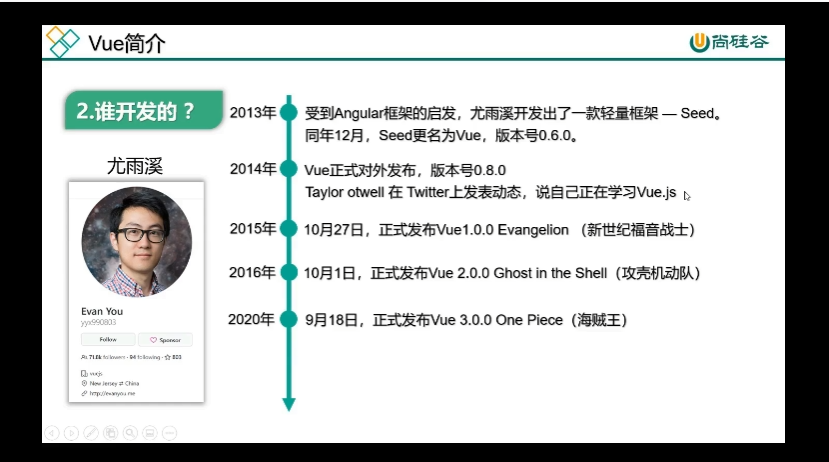 Vue简介
尚硅谷
2.谁开发的？
尤雨溪
Evan You
yyx990803
Follow
Sponsor
71.8k followers · 94 following · 803
vuejs
New Jersey ⇄ China
http://evanyou.me
2013年
受到Angular框架的启发，尤雨溪开发出了一款轻量框架 — Seed。
同年12月，Seed更名为Vue，版本号0.6.0。
2014年
Vue正式对外发布，版本号0.8.0
Taylor otwell 在 Twitter上发表动态，说自己正在学习Vue.js
2015年
10月27日，正式发布Vue1.0.0 Evangelion （新世纪福音战士）
2016年
10月1日，正式发布Vue 2.0.0 Ghost in the Shell（攻壳机动队）
2020年
9月18日，正式发布Vue 3.0.0 One Piece（海贼王）